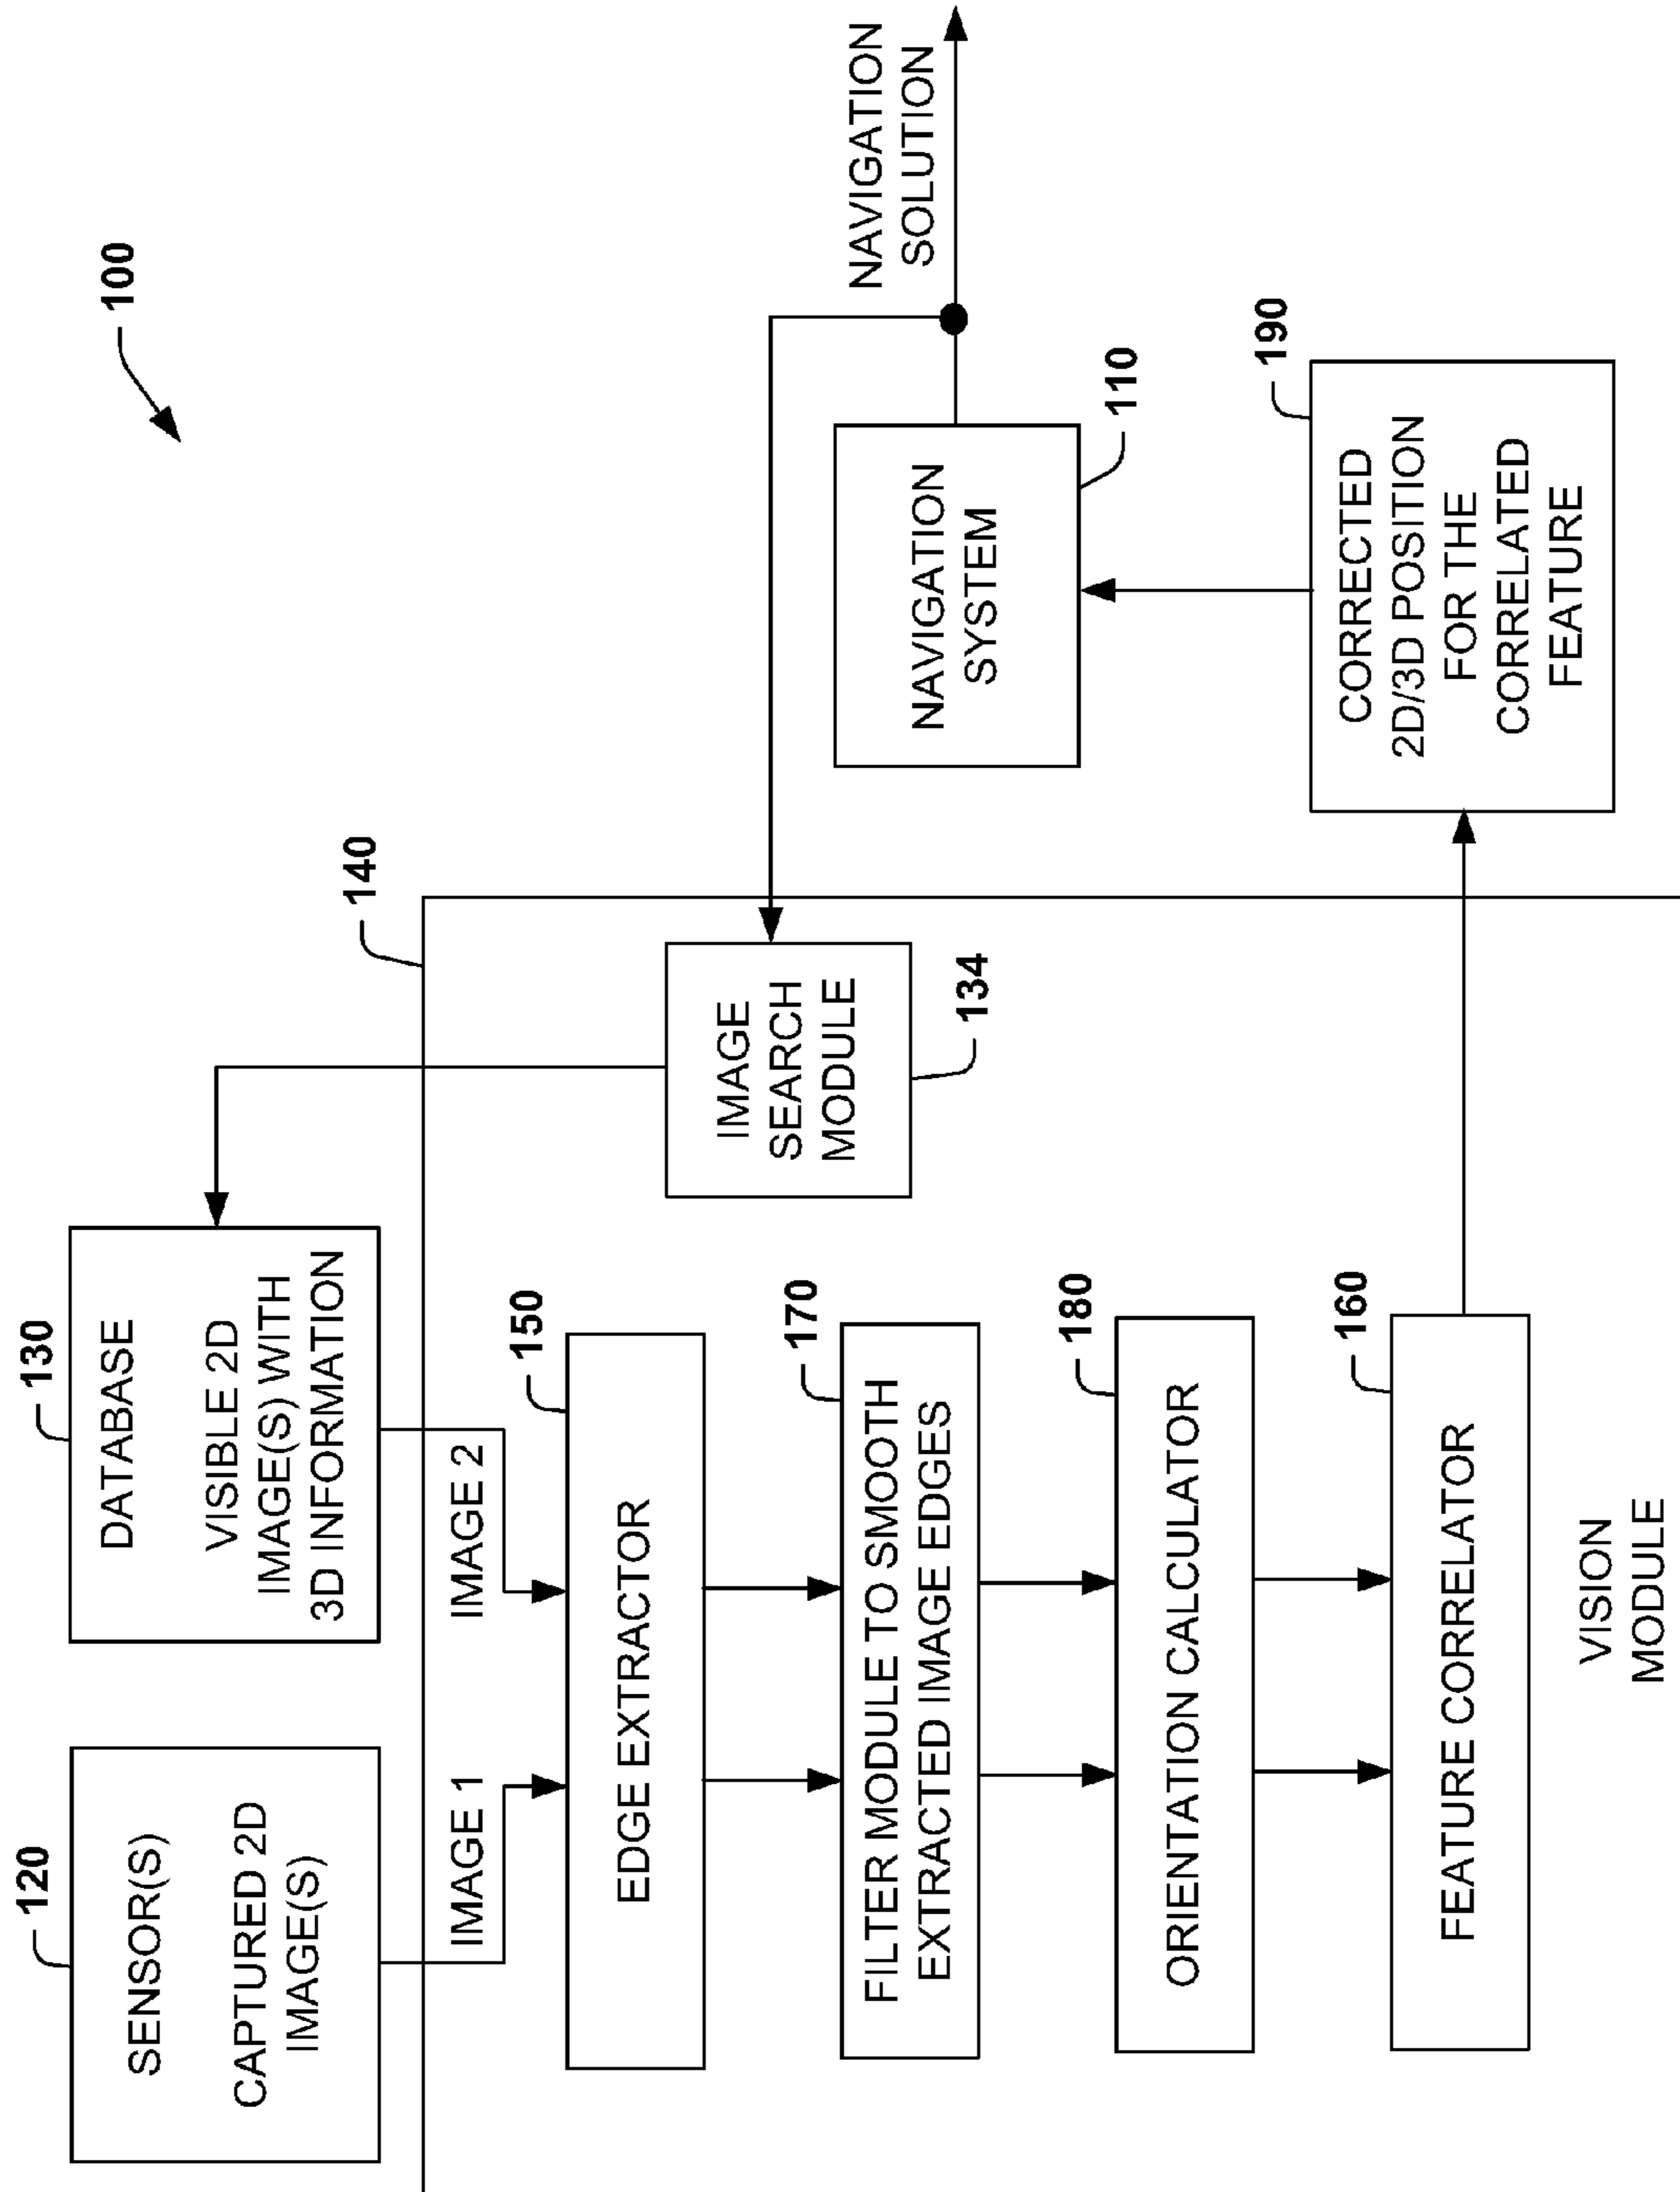 100
120
SENSOR(S)
CAPTURED 2D
IMAGE(S)
130
DATABASE
VISIBLE 2D
IMAGE(S) WITH
3D INFORMATION
140
IMAGE 1
IMAGE 2
150
EDGE EXTRACTOR
IMAGE
SEARCH
MODULE
134
170
FILTER MODULE TO SMOOTH
EXTRACTED IMAGE EDGES
180
ORIENTATION CALCULATOR
160
FEATURE CORRELATOR
VISION
MODULE
NAVIGATION
SYSTEM
110
NAVIGATION
SOLUTION
190
CORRECTED
2D/3D POSITION
FOR THE
CORRELATED
FEATURE